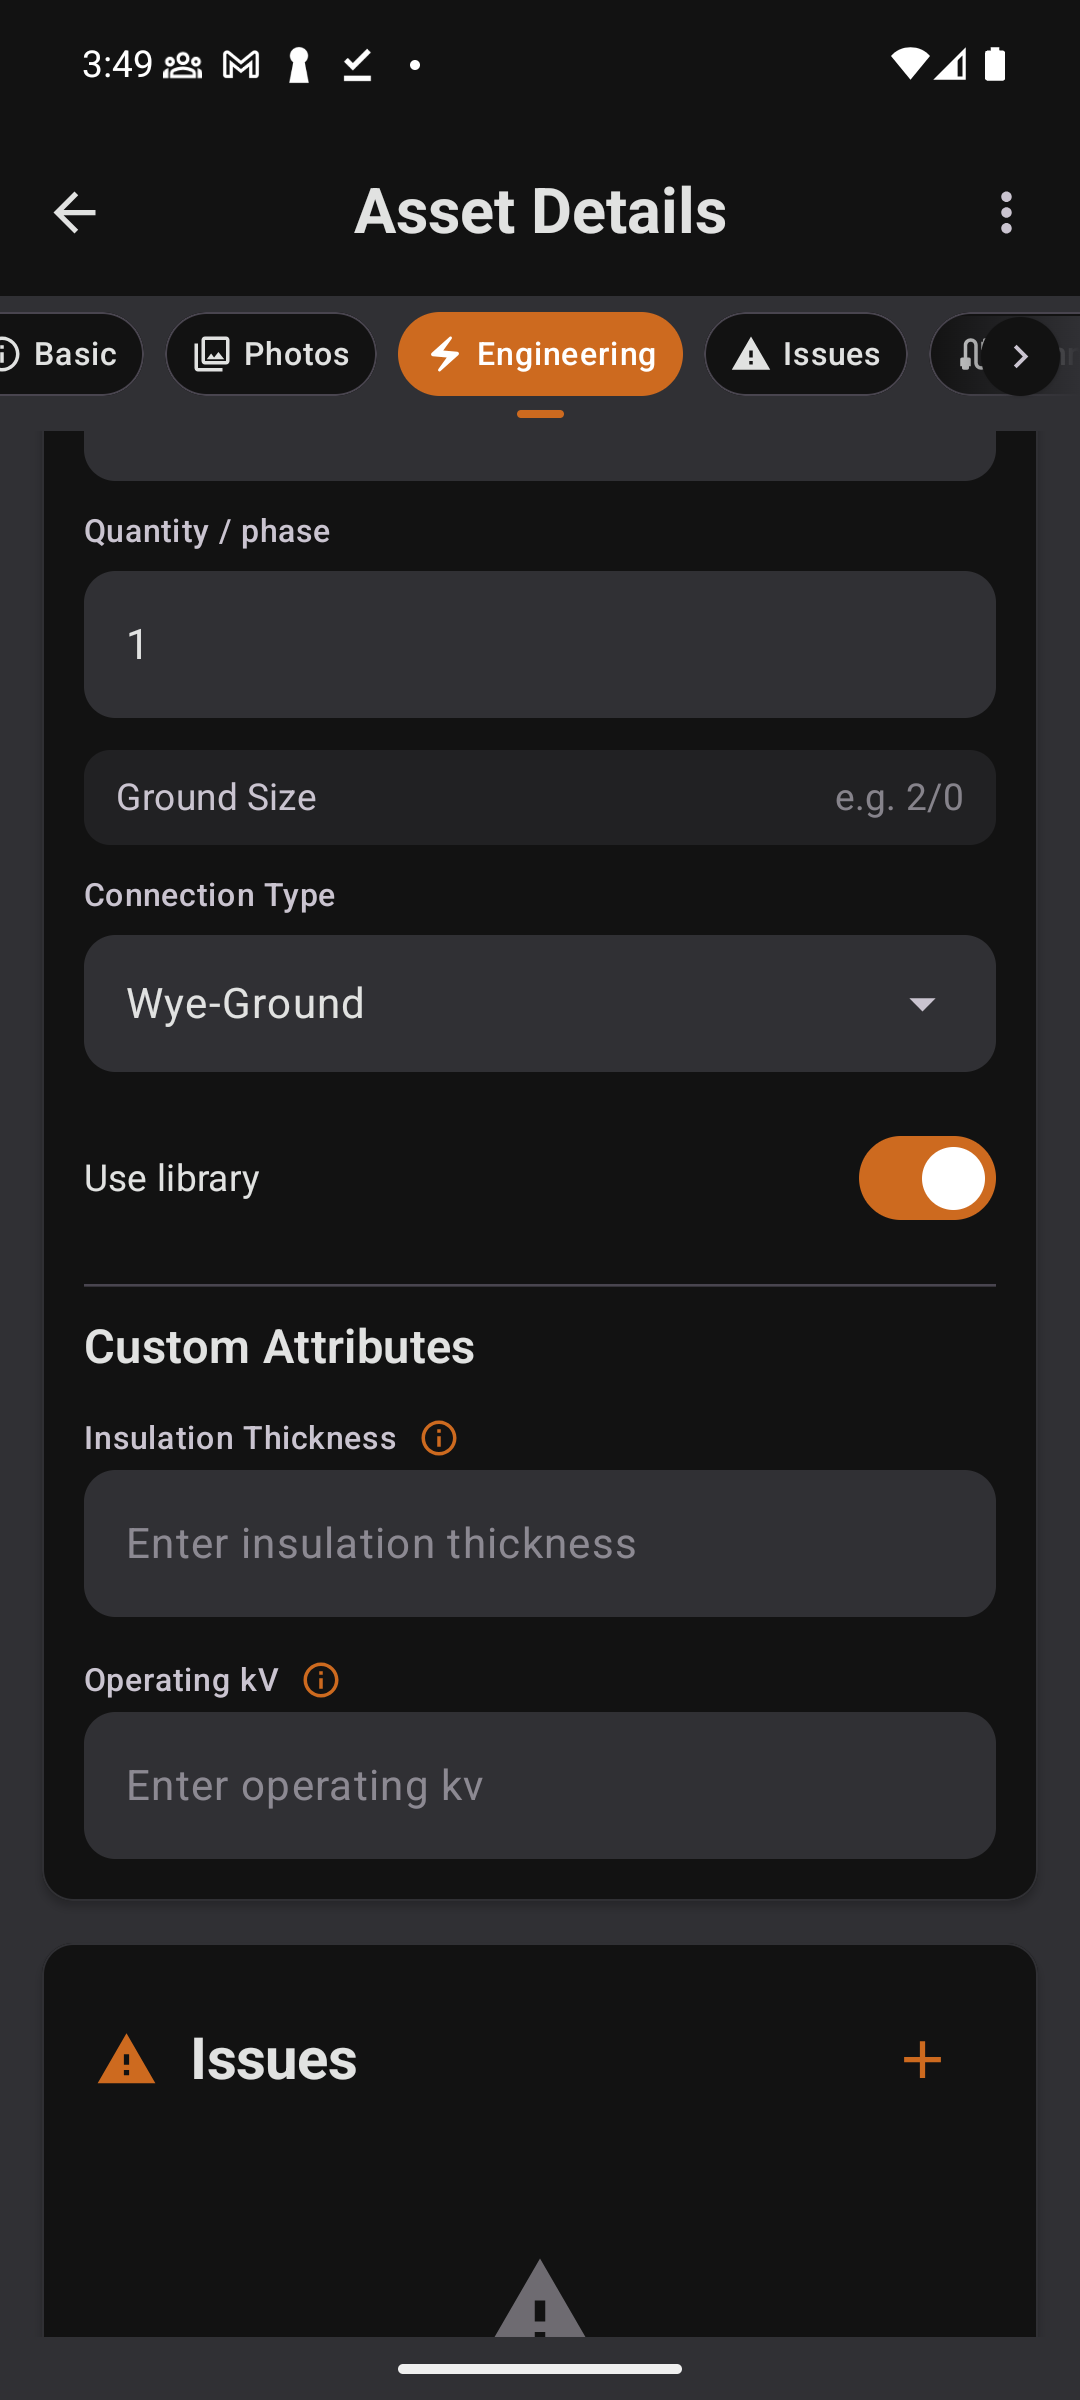 3:49
Asset Details
Basic
Photos
Engineering
Issues
Quantity / phase
1
Ground Size
e.g. 2/0
Connection Type
Wye-Ground
Use library
Custom Attributes
Insulation Thickness
Enter insulation thickness
Operating kV
Enter operating kv
Issues